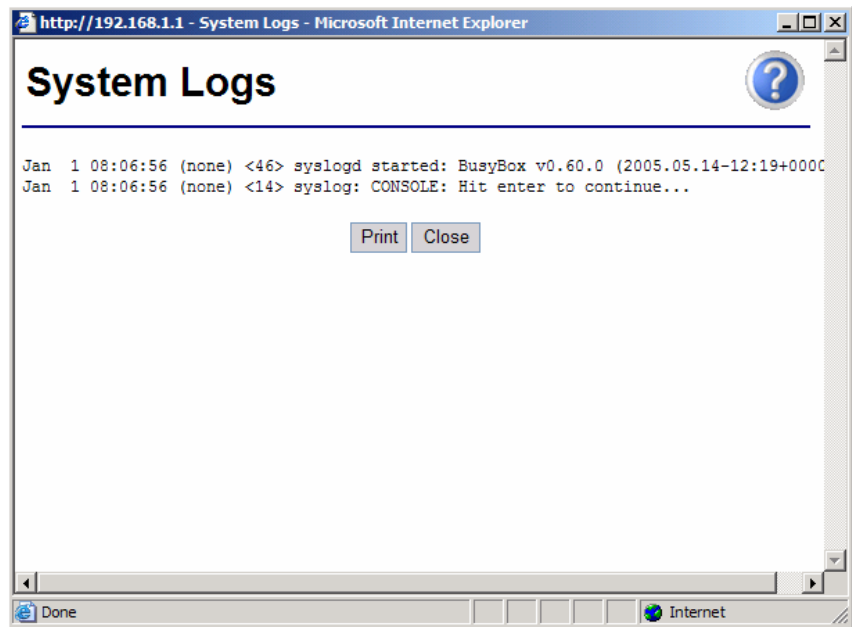 http://192.168.1.1 - System Logs - Microsoft Internet Explorer
System Logs
Jan  1 08:06:56 (none) <46> syslogd started: BusyBox v0.60.0 (2005.05.14-12:19+0000
Jan  1 08:06:56 (none) <14> syslog: CONSOLE: Hit enter to continue...
Print Close
Done Internet